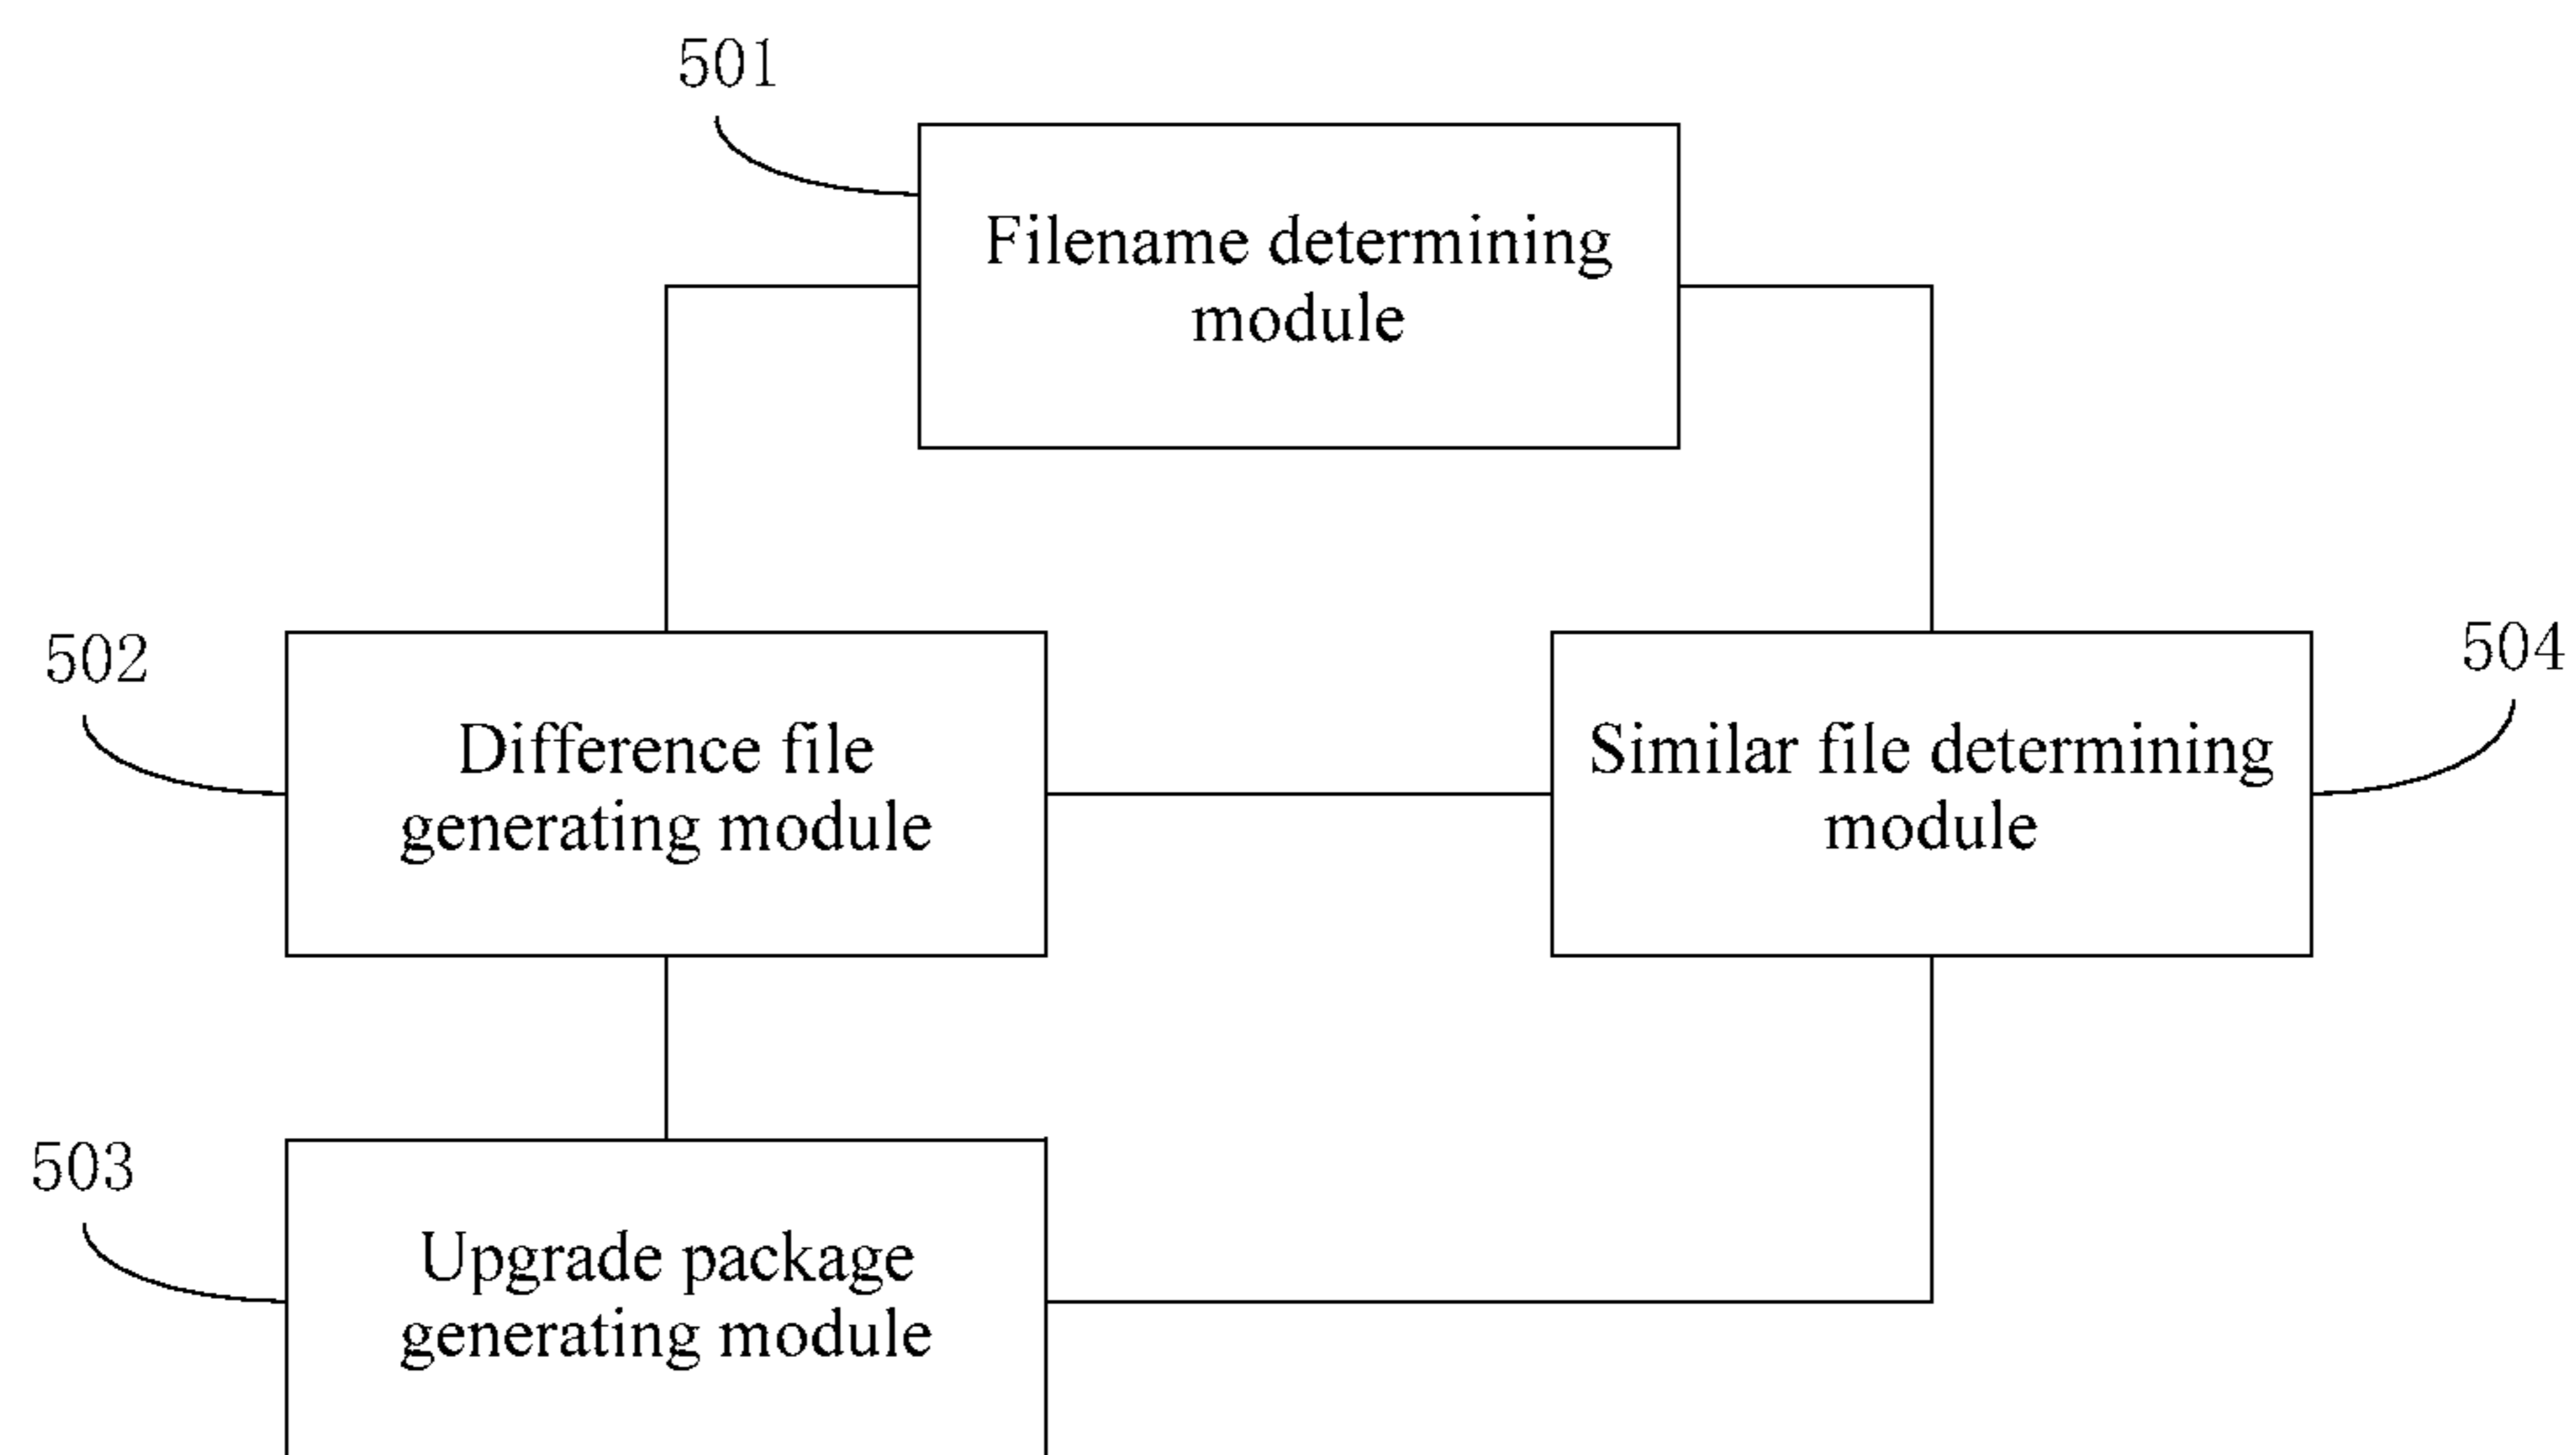 501
Filename determining
module
502
Difference file
generating module
504
Similar file determining
module
503
Upgrade package
generating module